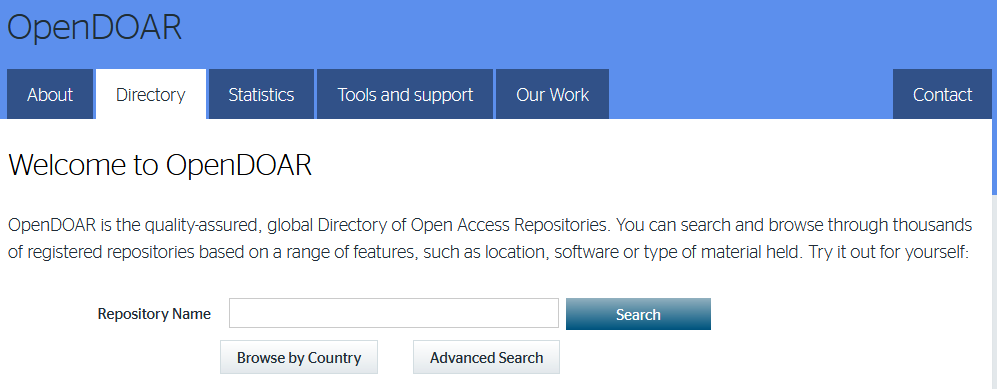 OpenDOAR
About Directory Statistics Tools and support Our Work Contact
Welcome to OpenDOAR
OpenDOAR is the quality-assured, global Directory of Open Access Repositories. You can search and browse through thousands
of registered repositories based on a range of features, such as location, software or type of material held. Try it out for yourself:
Repository Name Search
Browse by Country Advanced Search